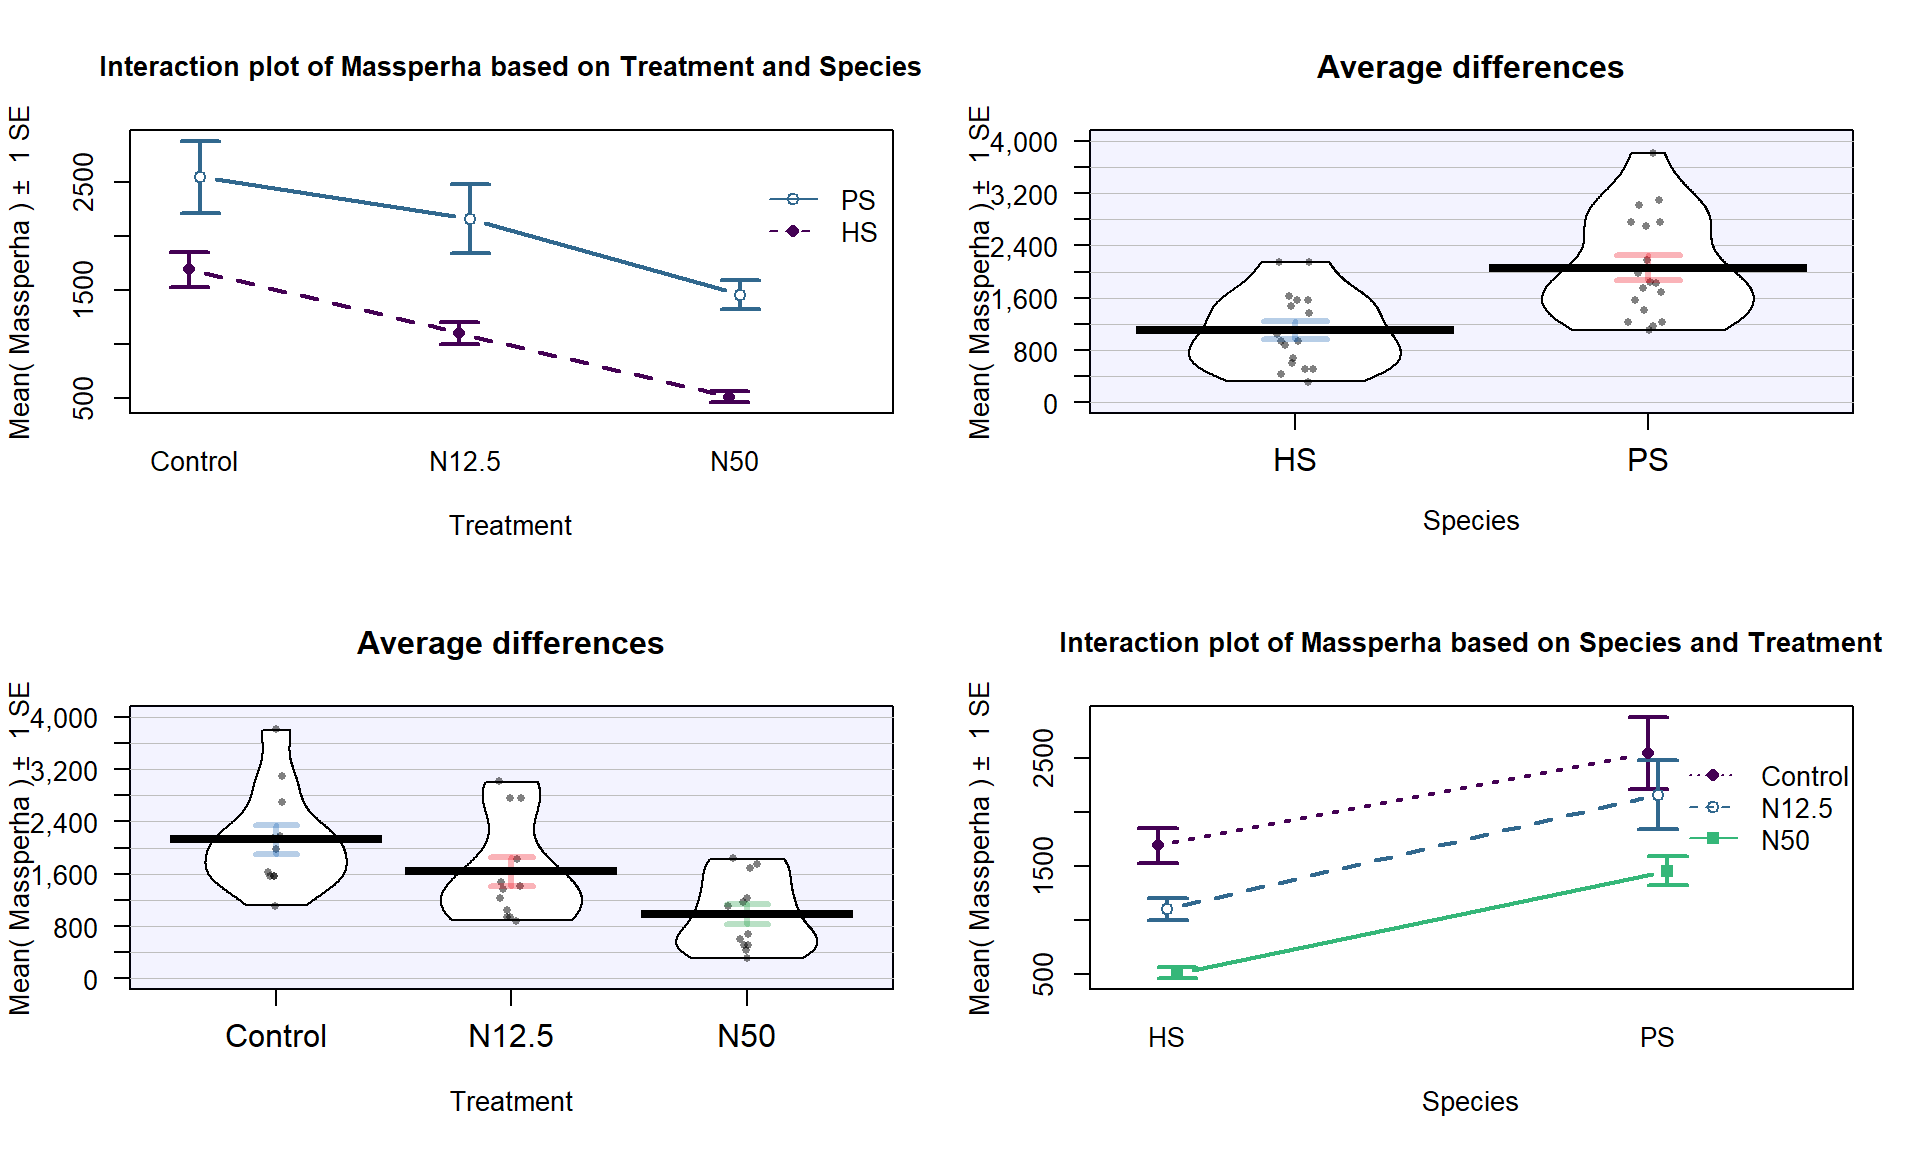 Interaction plot of Massperha based on Treatment and Species
Mean( Massperha ) ± 1 SE
2500
1500
500
PS
HS
Control N12.5 N50
Treatment
Average differences
Mean( Massperha ) ± 1 SE
4,000
3,200
2,400
1,600
800
0
HS PS
Species
Average differences
Mean( Massperha ) ± 1 SE
4,000
3,200
2,400
1,600
800
0
Control N12.5 N50
Treatment
Interaction plot of Massperha based on Species and Treatment
Mean( Massperha ) ± 1 SE
2500
1500
500
Control
N12.5
N50
HS PS
Species